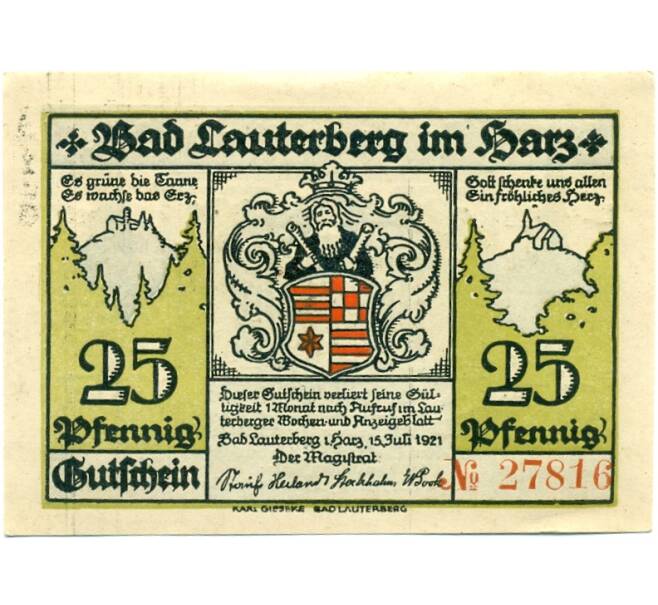 Bad Lauterberg im Harz
Es grüne die Tanne,
Es wachse das Erz,
Gott schenke uns allen
Ein fröhliches Herz.
25
Pfennig
Gutschein
Dieser Gutschein verliert seine Gül-
tigkeit 1 Monat nach Aufruf im Lau-
terberger Wochen- und Anzeigeblatt
Bad Lauterberg i. Harz, 15. Juli 1921
Der Magistrat
25
Pfennig
№ 27816
KARL GIESEKE BAD LAUTERBERG